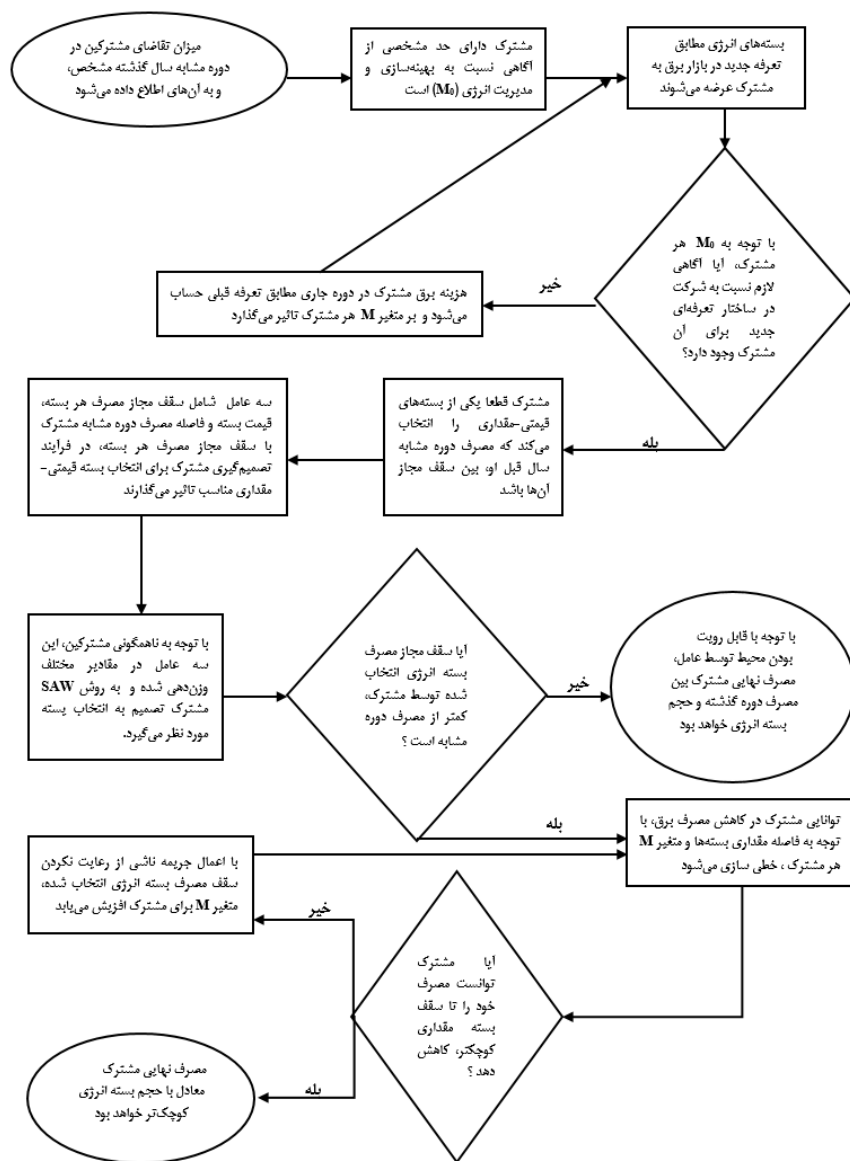 میزان تقاضای مشترکین در
دوره مشابه سال گذشته مشخص،
و به آن‌های اطلاع داده می‌شود
مشترک دارای حد مشخصی از
آگاهی نسبت به بهینه‌سازی و
مدیریت انرژی (M₀) است
بسته‌های انرژی مطابق
تعرفه جدید در بازار برق به
مشترک عرضه می‌شوند
با توجه به M₀ هر
مشترک، آیا آگاهی
لازم نسبت به شرکت
در ساختار تعرفه‌ای
جدید برای آن
مشترک وجود دارد؟
خیر
هزینه برق مشترک در دوره جاری مطابق تعرفه قبلی حساب
می‌شود و بر متغیر M هر مشترک تاثیر می‌گذارد
بله
مشترک قطعا یکی از بسته‌های
قیمتی-مقداری را انتخاب
می‌کند که مصرف دوره مشابه
سال قبل او، بین سقف مجاز
آن‌ها باشد
سه عامل شامل سقف مجاز مصرف هر بسته،
قیمت بسته و فاصله مصرف دوره مشابه مشترک
با سقف مجاز مصرف هر بسته، در فرآیند
تصمیم‌گیری مشترک برای انتخاب بسته قیمتی-
مقداری مناسب تاثیر می‌گذارند
با توجه به ناهمگونی مشترکین، این
سه عامل در مقادیر مختلف
وزن‌دهی شده و به روش SAW
مشترک تصمیم به انتخاب بسته
مورد نظر می‌گیرد.
آیا سقف مجاز مصرف
بسته انرژی انتخاب
شده توسط مشترک،
کمتر از مصرف دوره
مشابه است؟
خیر
با توجه با قابل رویت
بودن محیط توسط عامل،
مصرف نهایی مشترک بین
مصرف دوره گذشته و حجم
بسته انرژی خواهد بود
بله
توانایی مشترک در کاهش مصرف برق، با
توجه به فاصله مقداری بسته‌ها و متغیر M
هر مشترک، خطی سازی می‌شود
با اعمال جریمه ناشی از رعایت نکردن
سقف مصرف بسته انرژی انتخاب شده،
متغیر M برای مشترک افزیش می‌یابد
خیر
آیا مشترک
توانست مصرف
خود را تا سقف
بسته مقداری
کوچکتر، کاهش
دهد؟
بله
مصرف نهایی مشترک
معادل با حجم بسته انرژی
کوچک‌تر خواهد بود